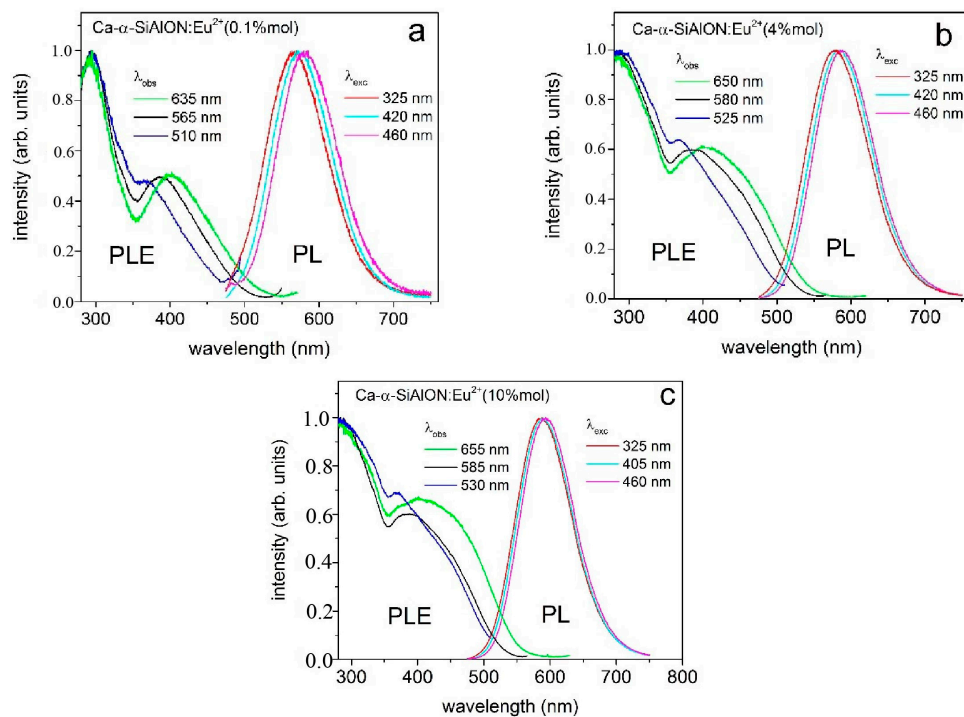 Ca-α-SiAlON:Eu²⁺(0.1%mol)
a
λobs
635 nm
565 nm
510 nm
λexc
325 nm
420 nm
460 nm
PLE
PL
intensity (arb. units)
1.0
0.8
0.6
0.4
0.2
0.0
300 400 500 600 700
wavelength (nm)
Ca-α-SiAlON:Eu²⁺(4%mol)
b
λobs
650 nm
580 nm
525 nm
λexc
325 nm
420 nm
460 nm
PLE
PL
intensity (arb. units)
1.0
0.8
0.6
0.4
0.2
0.0
300 400 500 600 700
wavelength (nm)
Ca-α-SiAlON:Eu²⁺(10%mol)
c
λobs
655 nm
585 nm
530 nm
λexc
325 nm
405 nm
460 nm
PLE
PL
intensity (arb. units)
1.0
0.8
0.6
0.4
0.2
0.0
300 400 500 600 700 800
wavelength (nm)